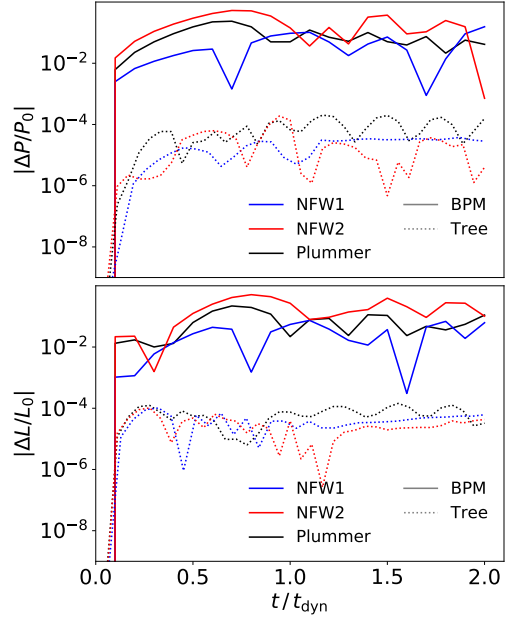 |ΔP/P₀|
10⁻²
10⁻⁴
10⁻⁶
10⁻⁸
NFW1
NFW2
Plummer
BPM
Tree
|ΔL/L₀|
10⁻²
10⁻⁴
10⁻⁶
10⁻⁸
NFW1
NFW2
Plummer
BPM
Tree
0.0 0.5 1.0 1.5 2.0
t / t_dyn